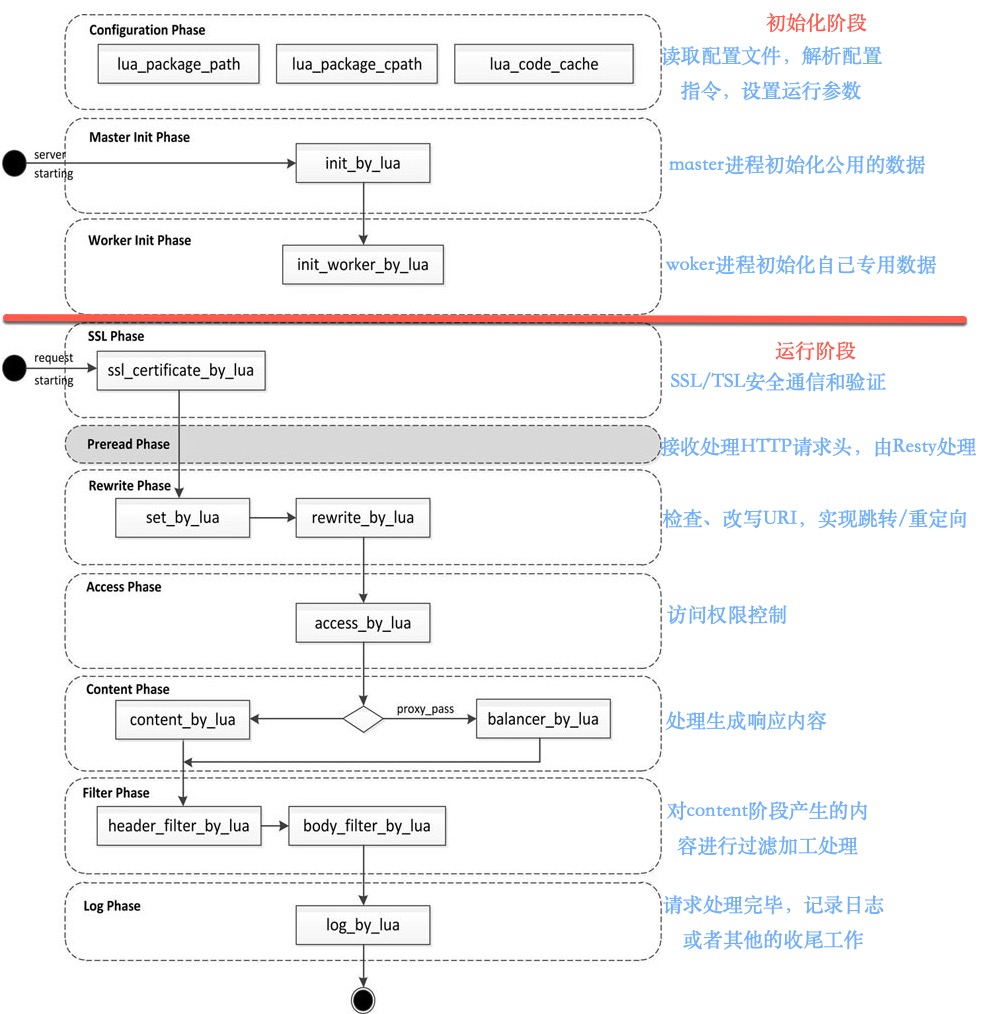 Configuration Phase
初始化阶段
lua_package_path
lua_package_cpath
lua_code_cache
读取配置文件，解析配置
指令，设置运行参数
Master Init Phase
server
starting
init_by_lua
master进程初始化公用的数据
Worker Init Phase
init_worker_by_lua
woker进程初始化自己专用数据
SSL Phase
运行阶段
request
starting
ssl_certificate_by_lua
SSL/TSL安全通信和验证
Preread Phase
接收处理HTTP请求头，由Resty处理
Rewrite Phase
set_by_lua
rewrite_by_lua
检查、改写URI，实现跳转/重定向
Access Phase
access_by_lua
访问权限控制
Content Phase
content_by_lua
proxy_pass
balancer_by_lua
处理生成响应内容
Filter Phase
header_filter_by_lua
body_filter_by_lua
对content阶段产生的内
容进行过滤加工处理
Log Phase
log_by_lua
请求处理完毕，记录日志
或者其他的收尾工作